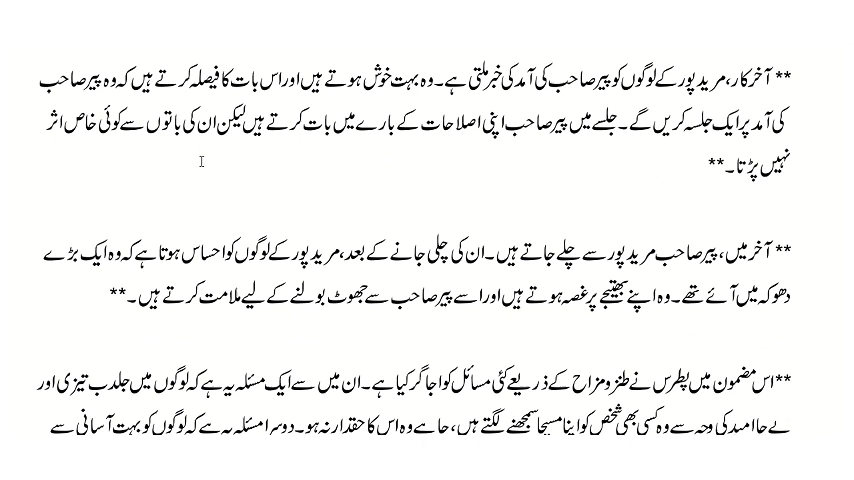 ** آخر کار، مرید پور کے لوگوں کو پیر صاحب کی آمد کی خبر ملتی ہے۔ وہ بہت خوش ہوتے ہیں اور اس بات کا فیصلہ کرتے ہیں کہ وہ پیر صاحب
کی آمد پر ایک جلسہ کریں گے۔ جلسے میں پیر صاحب اپنی اصلاحات کے بارے میں بات کرتے ہیں لیکن ان کی باتوں سے کوئی خاص اثر
نہیں پڑتا۔**
** آخر میں، پیر صاحب مرید پور سے چلے جاتے ہیں۔ ان کی چلی جانے کے بعد، مرید پور کے لوگوں کو احساس ہوتا ہے کہ وہ ایک بڑے
دھوکہ میں آئے تھے۔ وہ اپنے بھتیجے پر غصہ ہوتے ہیں اور اسے پیر صاحب سے جھوٹ بولنے کے لیے ملامت کرتے ہیں۔**
**اس مضمون میں پطرس نے طنز و مزاح کے ذریعے کئی مسائل کو اجاگر کیا ہے۔ ان میں سے ایک مسئلہ یہ ہے کہ لوگوں میں جلدب تیزی اور
بے جا امید کی وجہ سے وہ کسی بھی شخص کو اپنا مسیحا سمجھنے لگتے ہیں، چاہے وہ اس کا حقدار نہ ہو۔ دوسرا مسئلہ یہ ہے کہ لوگوں کو بہت آسانی سے